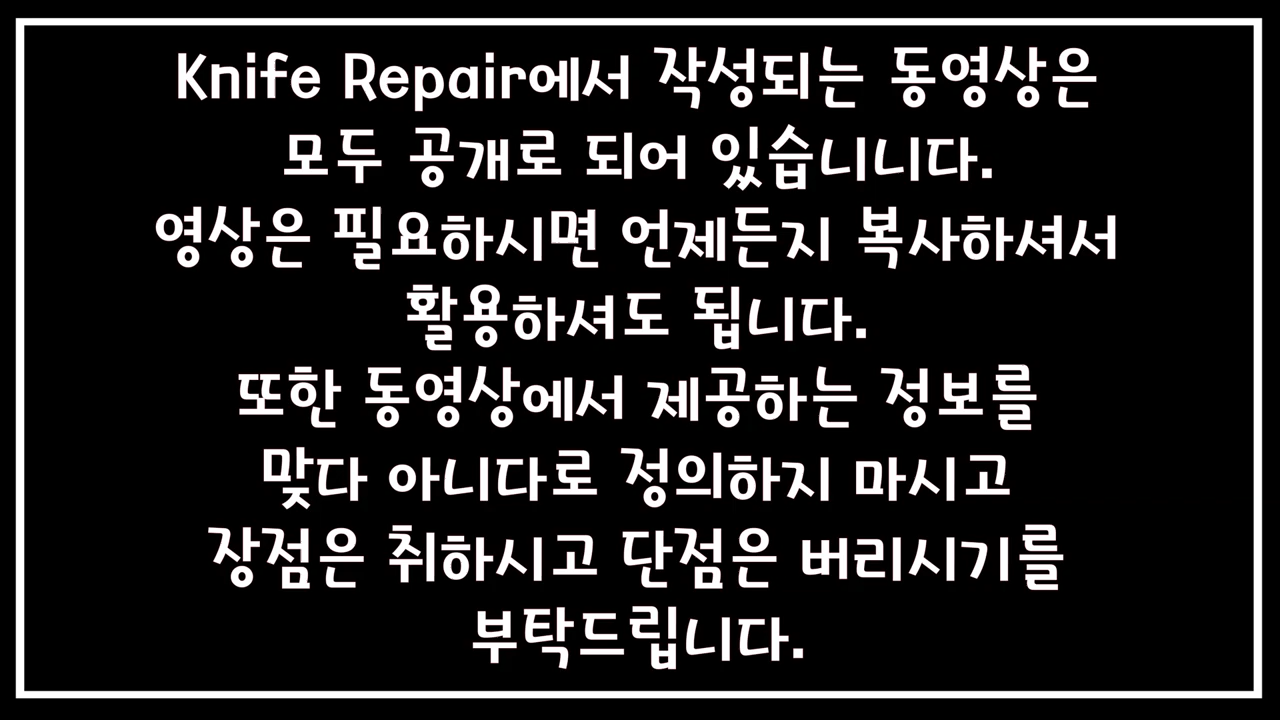 Knife Repair에서 작성되는 동영상은
모두 공개로 되어 있습니니다.
영상은 필요하시면 언제든지 복사하셔서
활용하셔도 됩니다.
또한 동영상에서 제공하는 정보를
맞다 아니다로 정의하지 마시고
장점은 취하시고 단점은 버리시기를
부탁드립니다.